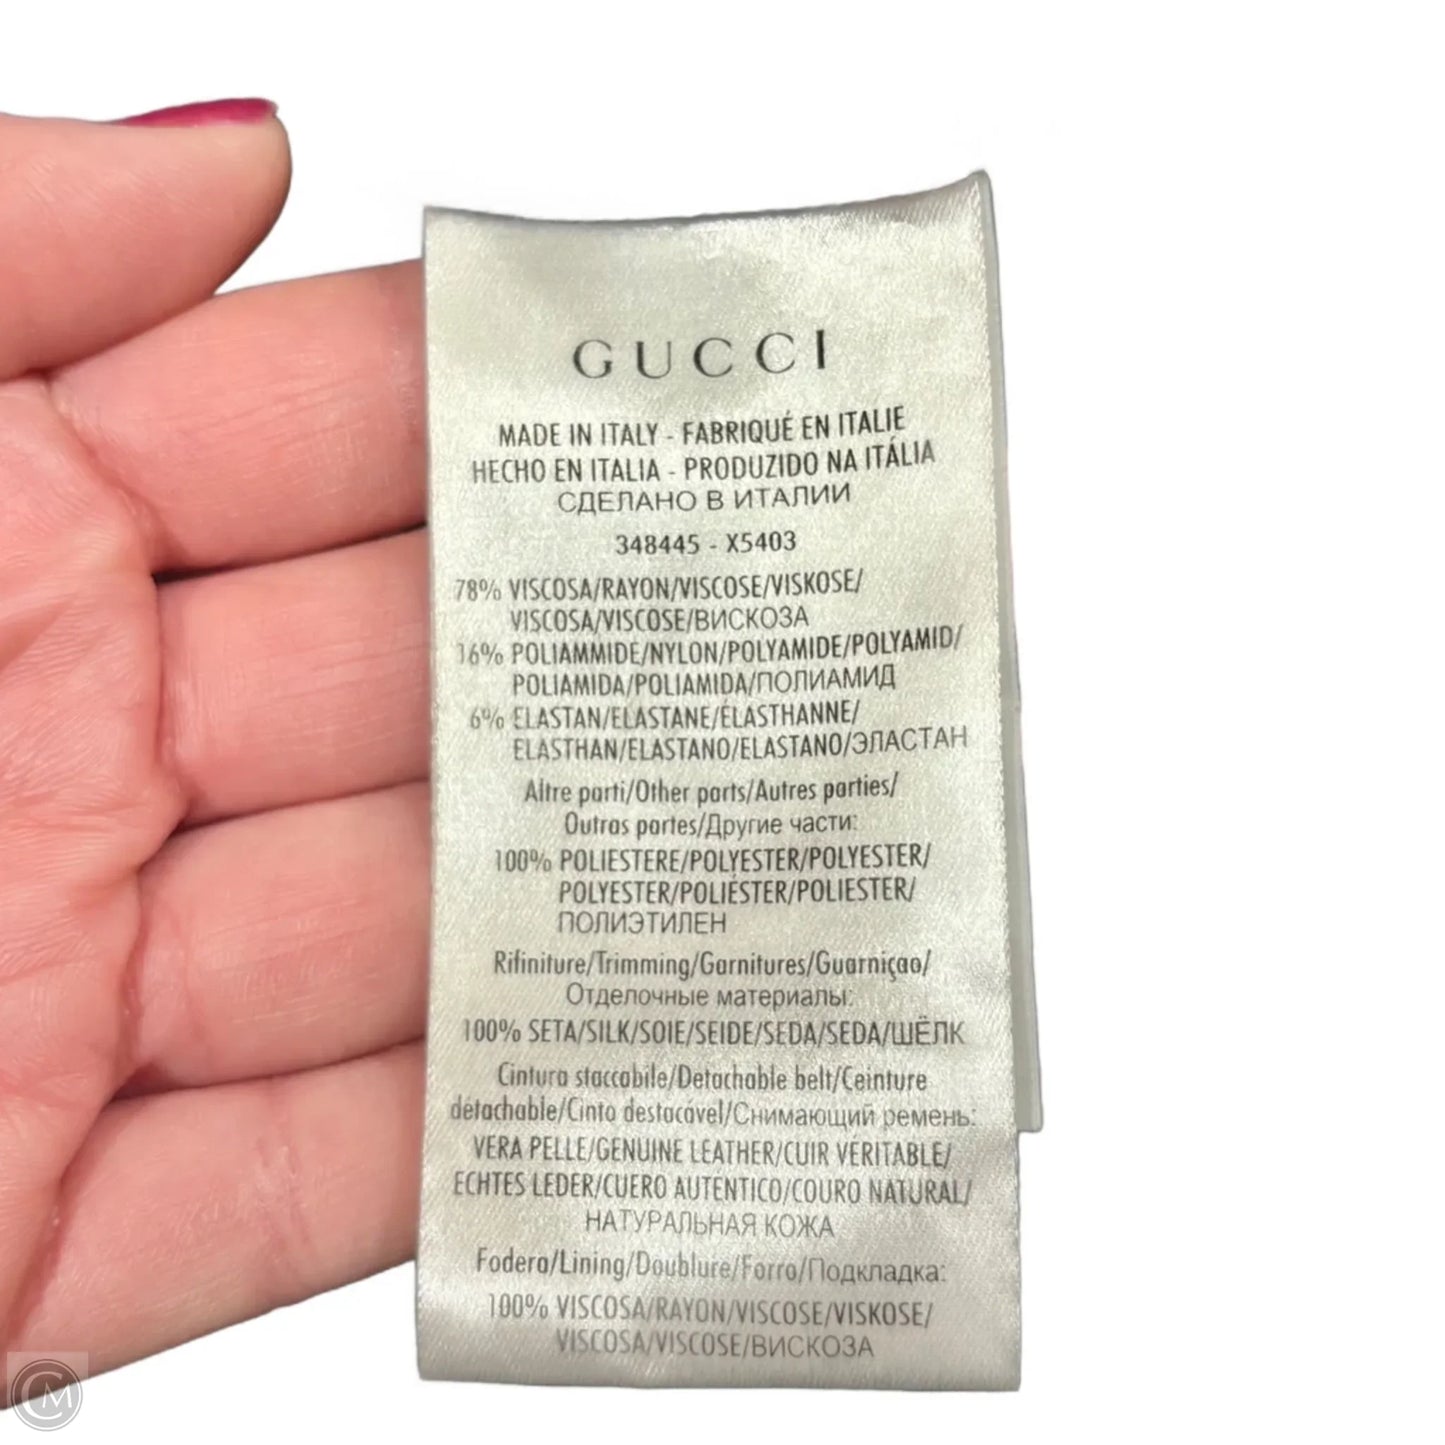 GUCCI
MADE IN ITALY - FABRIQUÉ EN ITALIE
HECHO EN ITALIA - PRODUZIDO NA ITÁLIA
СДЕЛАНО В ИТАЛИИ
348445 - X5403
78% VISCOSA/RAYON/VISCOSE/VISKOSE/
VISCOSA/VISCOSE/ВИСКОЗА
16% POLIAMMIDE/NYLON/POLYAMIDE/POLYAMID/
POLIAMIDA/POLIAMIDA/ПОЛИАМИД
6% ELASTAN/ELASTANE/ÉLASTHANNE/
ELASTHAN/ELASTANO/ELASTANO/ЭЛАСТАН
Altre parti/Other parts/Autres parties/
Outras partes/Другие части:
100% POLIESTERE/POLYESTER/POLYESTER/
POLYESTER/POLIÉSTER/POLIESTER/
ПОЛИЭТИЛЕН
Rifiniture/Trimming/Garnitures/Guarniçao/
Отделочные материалы:
100% SETA/SILK/SOIE/SEIDE/SEDA/SEDA/ШЁЛК
Cintura staccabile/Detachable belt/Ceinture
détachable/Cinto destacável/Снимающий ремень:
VERA PELLE/GENUINE LEATHER/CUIR VÉRITABLE/
ECHTES LEDER/CUERO AUTÉNTICO/COURO NATURAL/
НАТУРАЛЬНАЯ КОЖА
Fodera/Lining/Doublure/Forro/Подкладка:
100% VISCOSA/RAYON/VISCOSE/VISKOSE/
VISCOSA/VISCOSE/ВИСКОЗА
CM